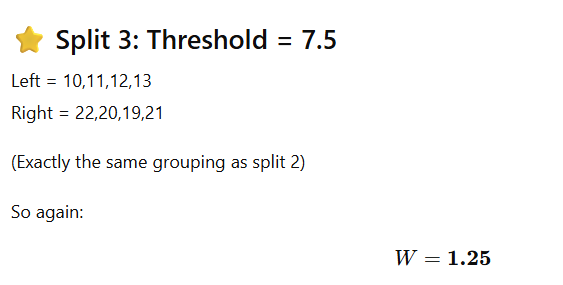 ⭐ Split 3: Threshold = 7.5
Left = 10,11,12,13
Right = 22,20,19,21
(Exactly the same grouping as split 2)
So again:
W = 1.25